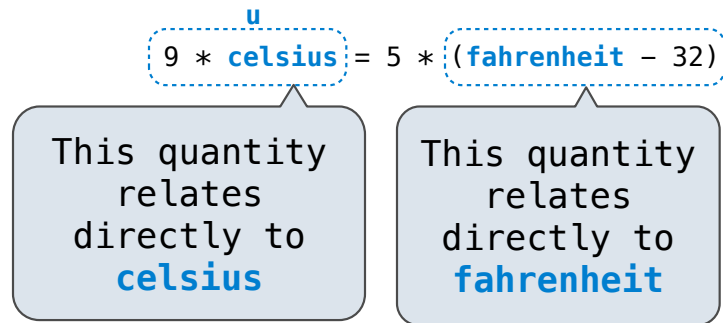 u
9 * celsius = 5 * (fahrenheit – 32)
This quantity
relates
directly to
celsius
This quantity
relates
directly to
fahrenheit